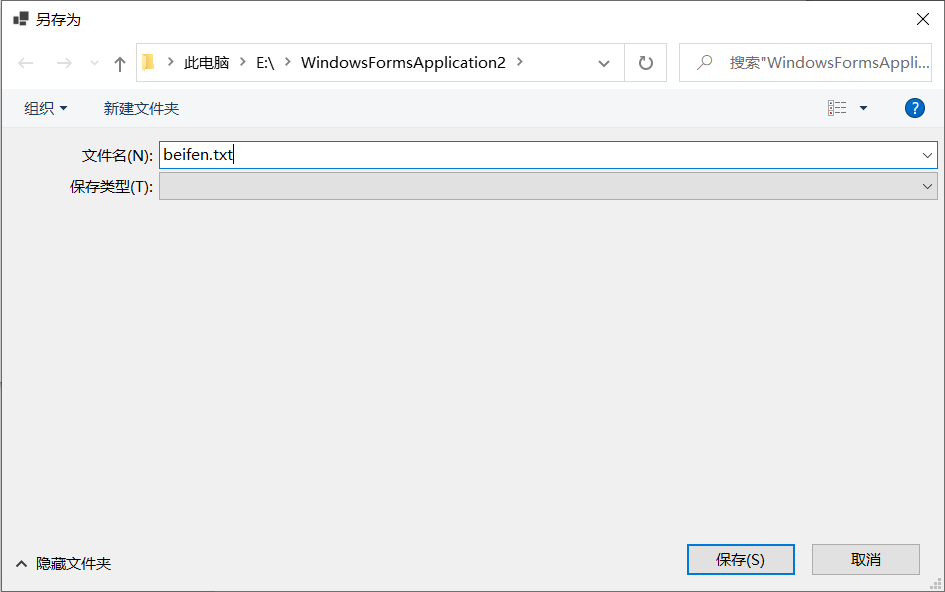 另存为
此电脑 E:\ WindowsFormsApplication2
搜索"WindowsFormsAppli...
组织 新建文件夹
?
文件名(N): beifen.txt
保存类型(T):
隐藏文件夹
保存(S) 取消